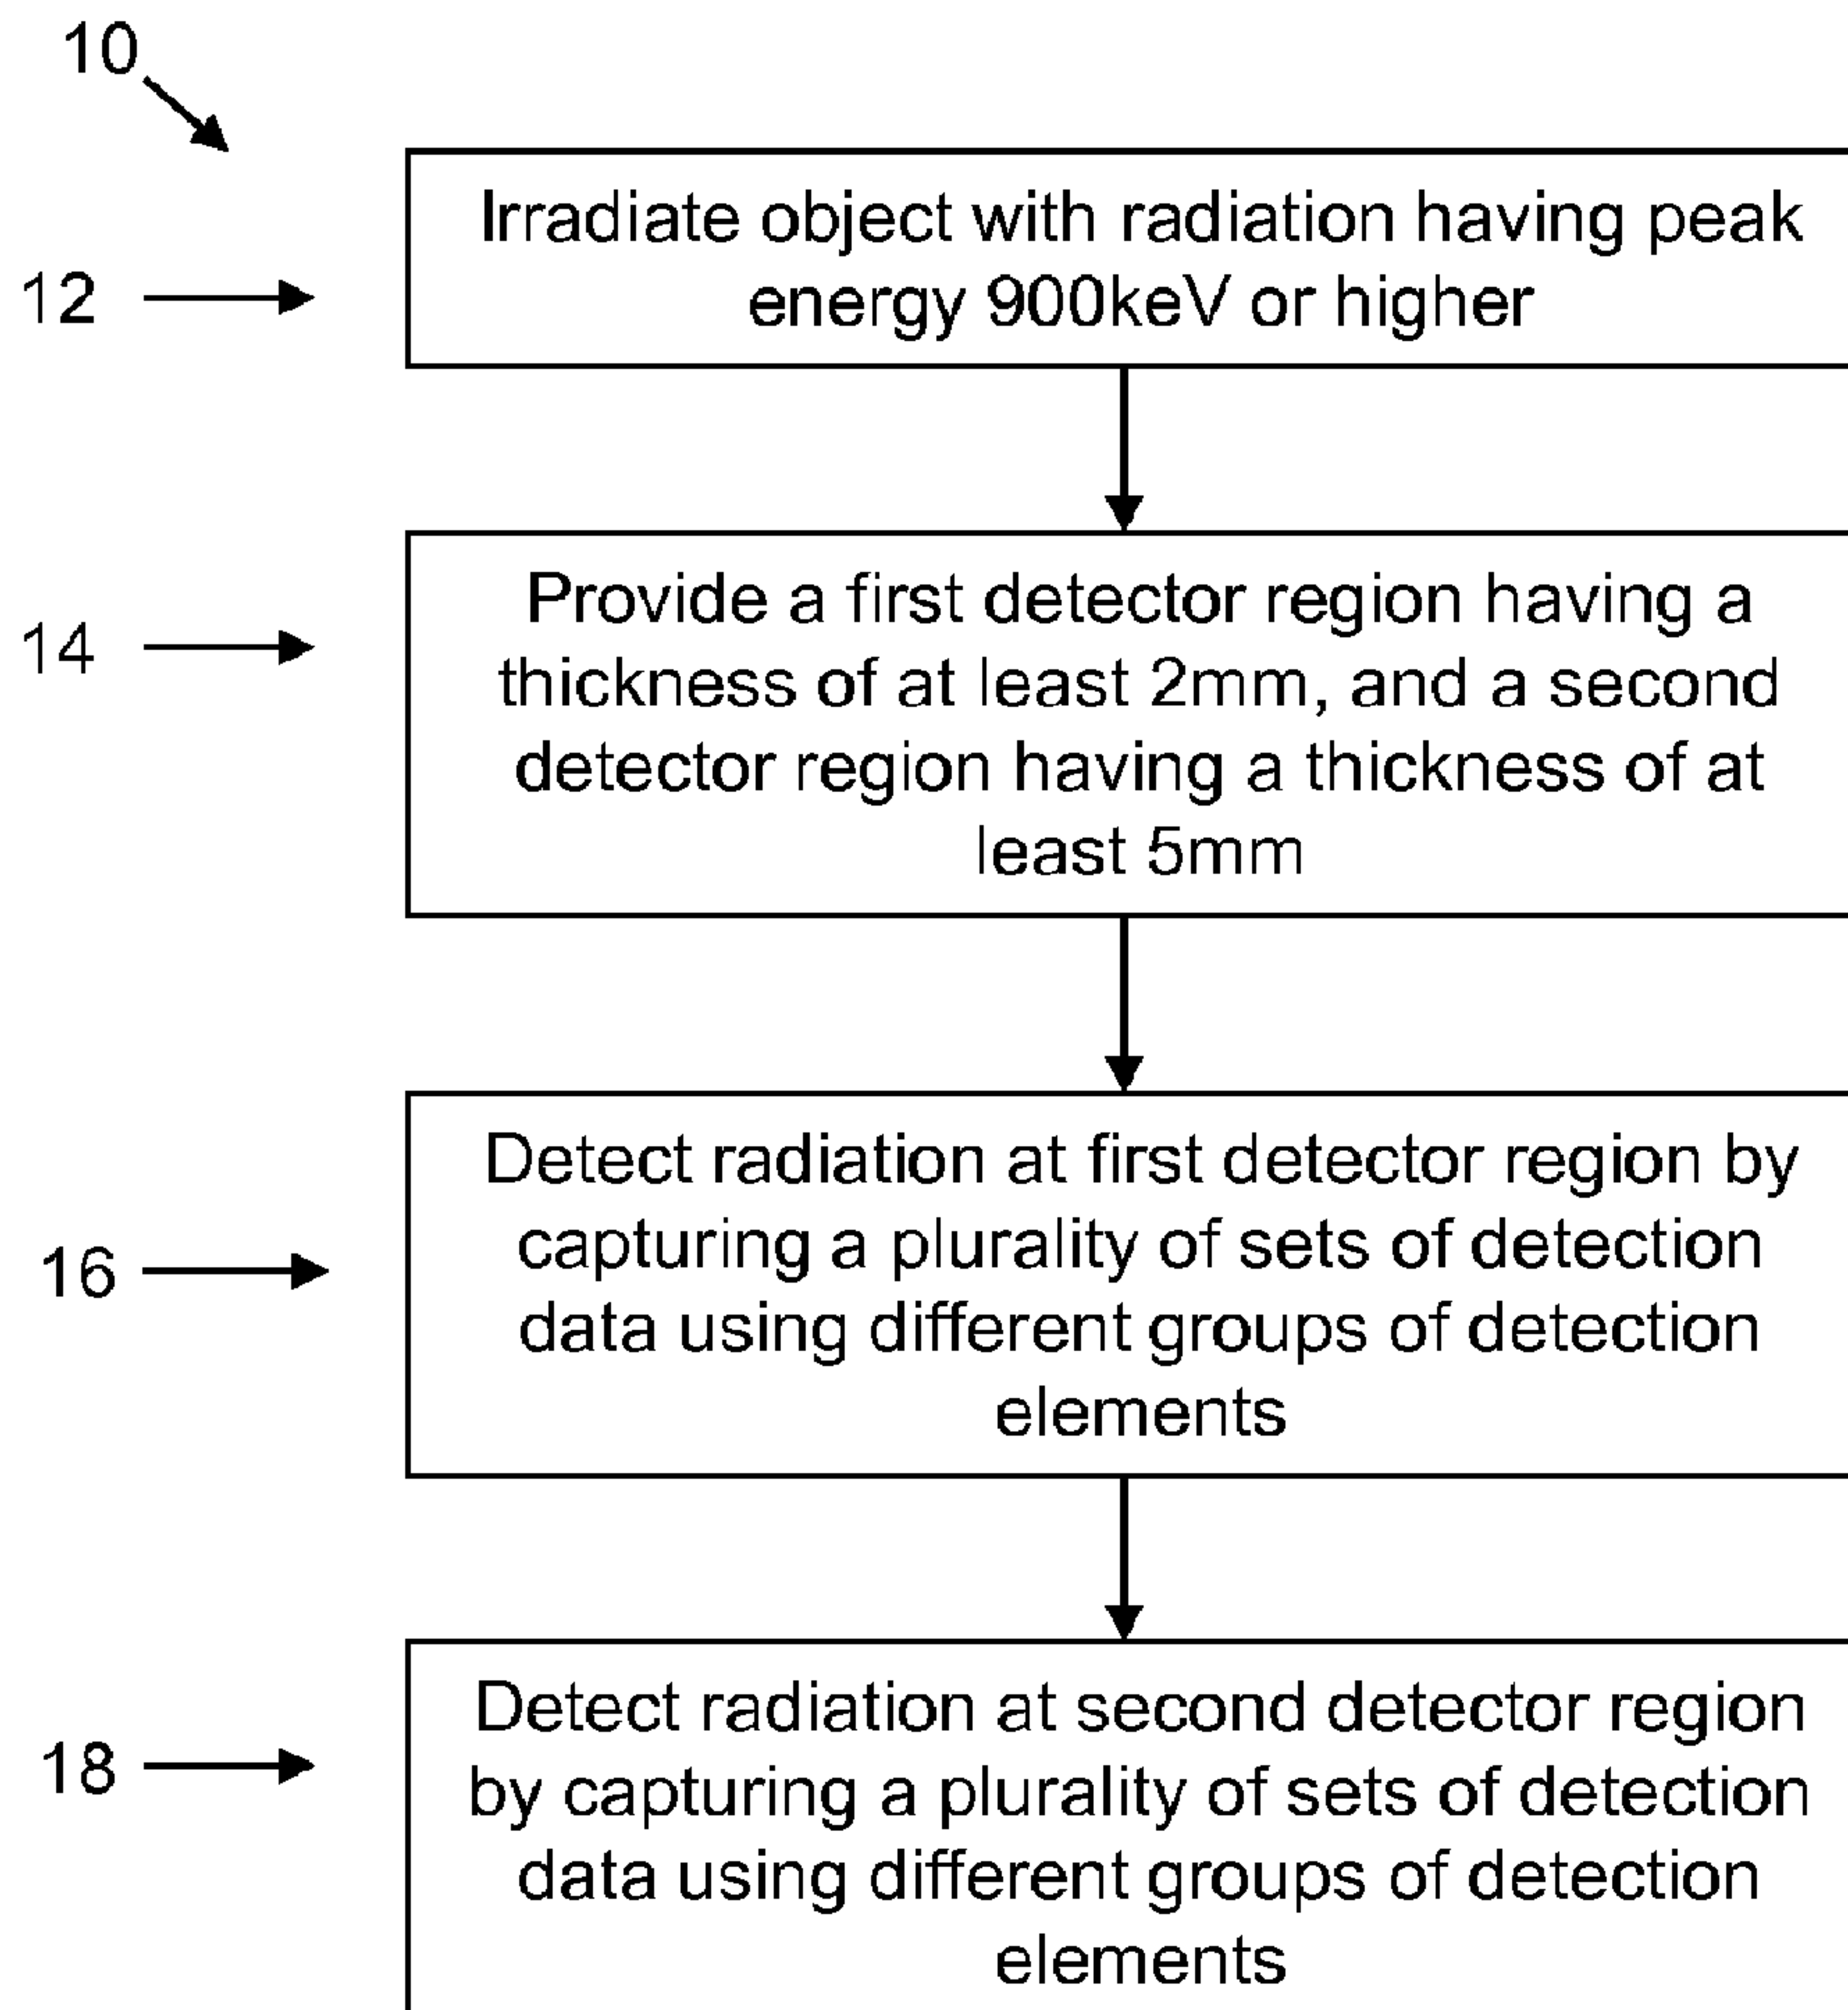 10
12
Irradiate object with radiation having peak
energy 900keV or higher
14
Provide a first detector region having a
thickness of at least 2mm, and a second
detector region having a thickness of at
least 5mm
16
Detect radiation at first detector region by
capturing a plurality of sets of detection
data using different groups of detection
elements
18
Detect radiation at second detector region
by capturing a plurality of sets of detection
data using different groups of detection
elements